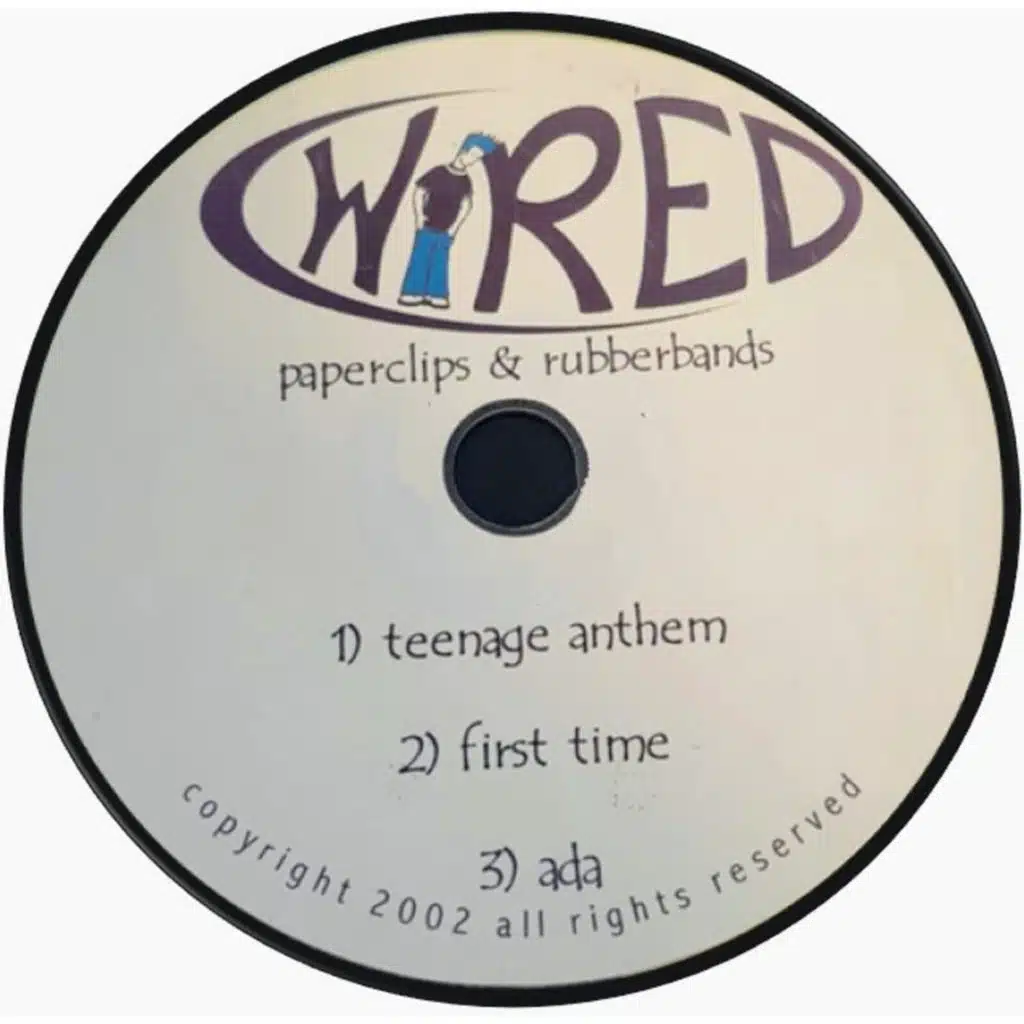 WiRED
paperclips & rubberbands
1) teenage anthem
2) first time
3) ada
copyright 2002 all rights reserved